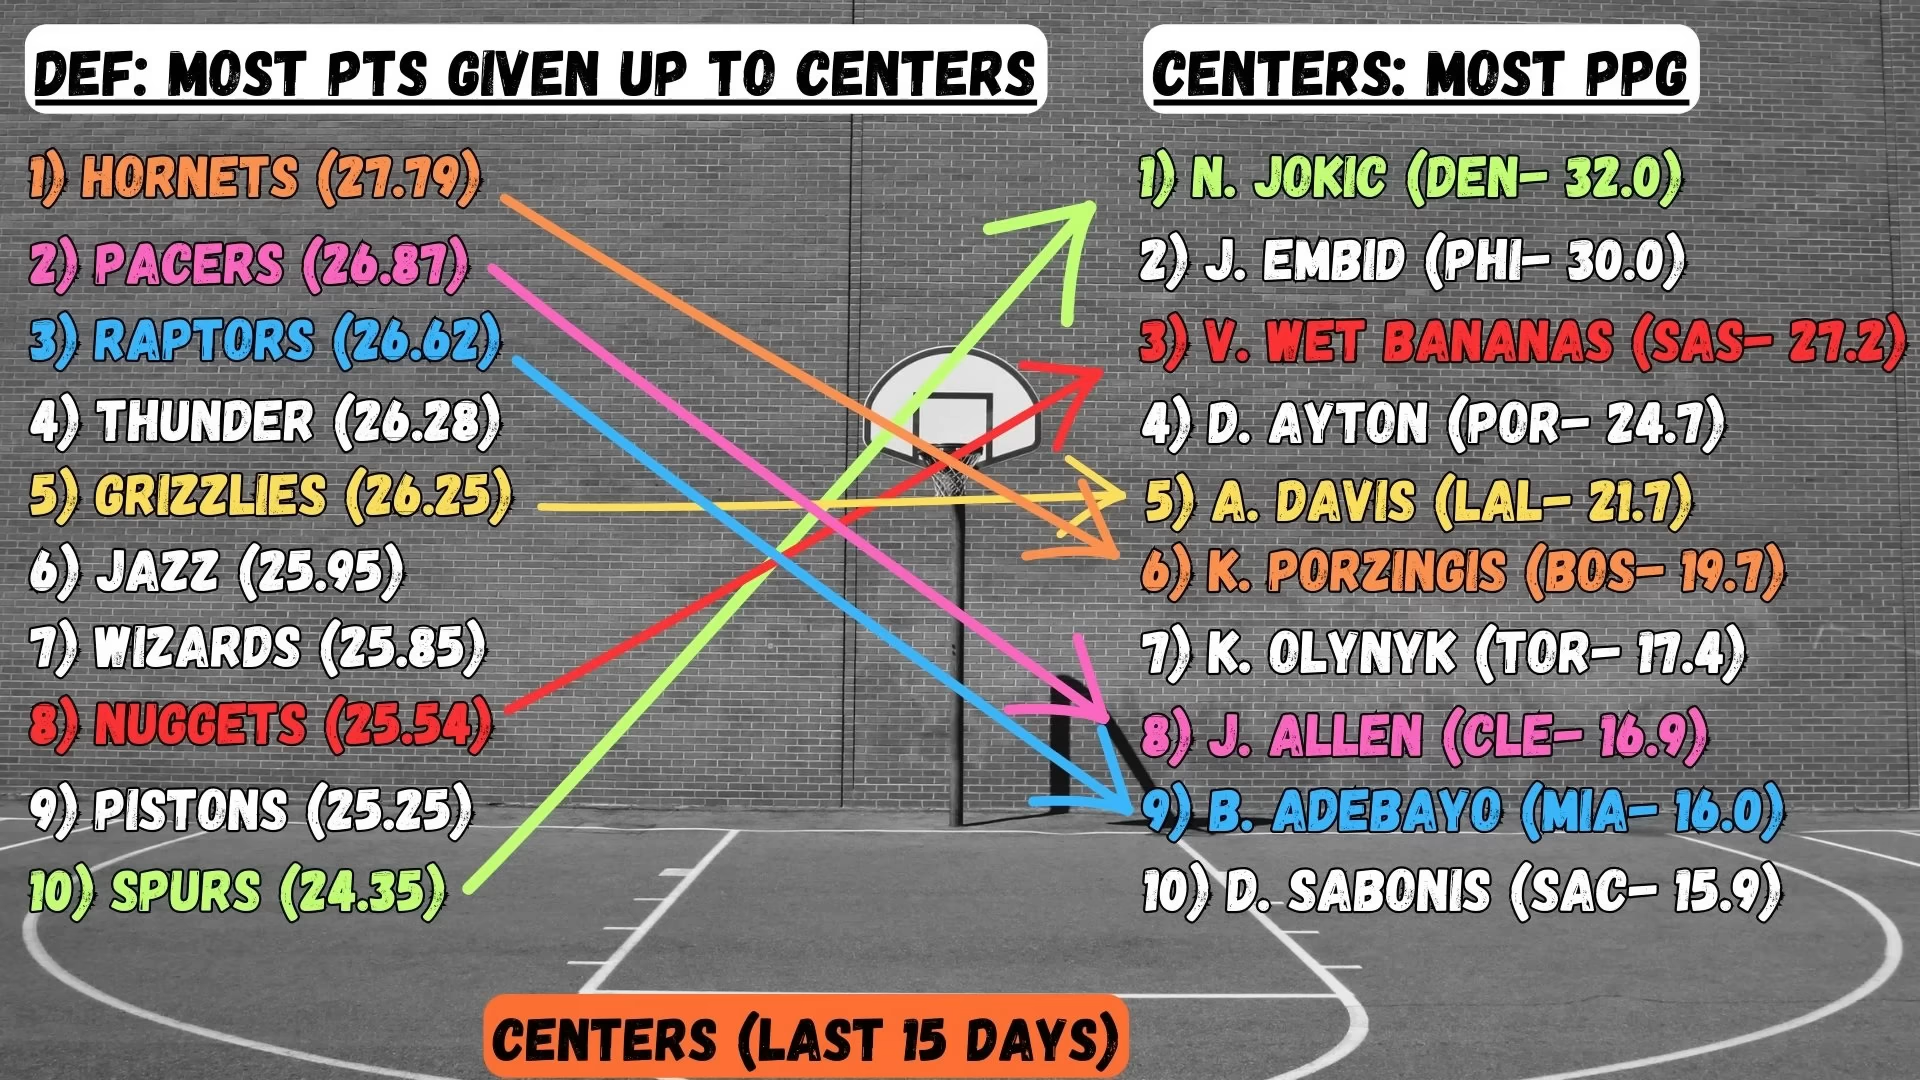 DEF: MOST PTS GIVEN UP TO CENTERS
1) HORNETS (27.79)
2) PACERS (26.87)
3) RAPTORS (26.62)
4) THUNDER (26.28)
5) GRIZZLIES (26.25)
6) JAZZ (25.95)
7) WIZARDS (25.85)
8) NUGGETS (25.54)
9) PISTONS (25.25)
10) SPURS (24.35)
CENTERS: MOST PPG
1) N. JOKIC (DEN– 32.0)
2) J. EMBID (PHI– 30.0)
3) V. WET BANANAS (SAS– 27.2)
4) D. AYTON (POR– 24.7)
5) A. DAVIS (LAL– 21.7)
6) K. PORZINGIS (BOS– 19.7)
7) K. OLYNYK (TOR– 17.4)
8) J. ALLEN (CLE– 16.9)
9) B. ADEBAYO (MIA– 16.0)
10) D. SABONIS (SAC– 15.9)
CENTERS (LAST 15 DAYS)